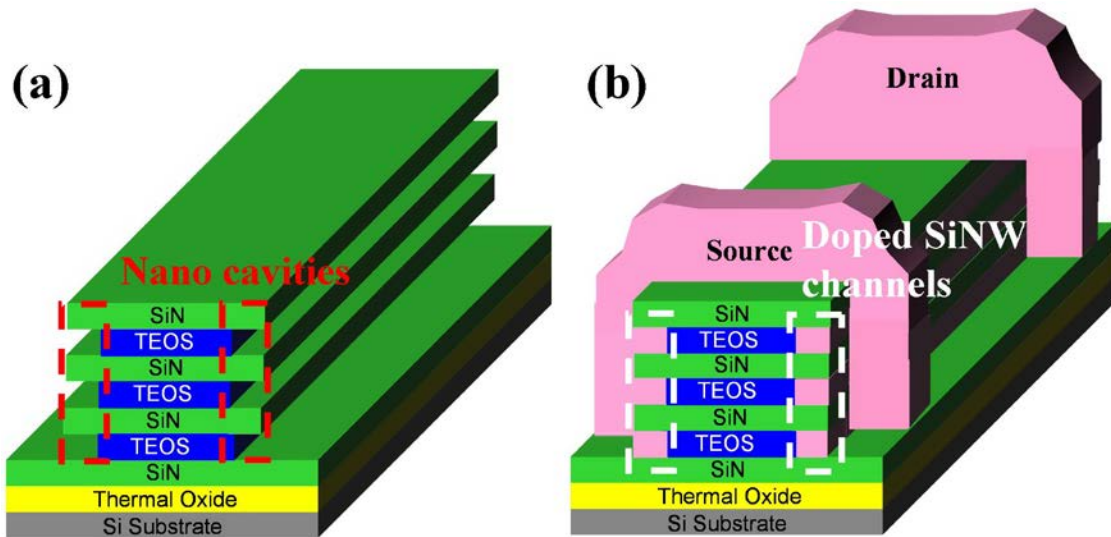 (a)
Nano cavities
SiN
TEOS
SiN
TEOS
SiN
TEOS
SiN
Thermal Oxide
Si Substrate
(b)
Drain
Source
Doped SiNW
channels
SiN
TEOS
SiN
TEOS
SiN
TEOS
SiN
Thermal Oxide
Si Substrate